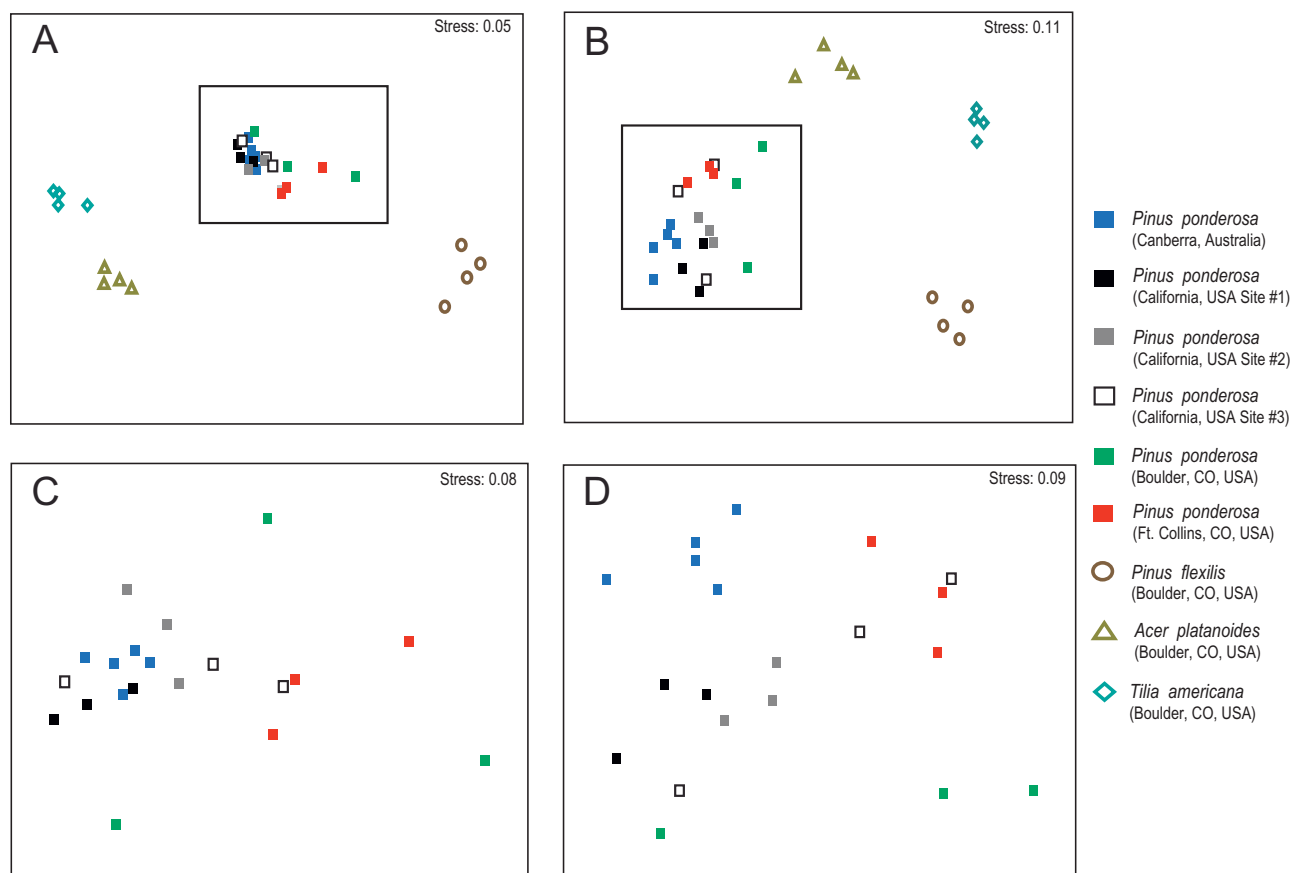 A
Stress: 0.05
B
Stress: 0.11
C
Stress: 0.08
D
Stress: 0.09
Pinus ponderosa
(Canberra, Australia)
Pinus ponderosa
(California, USA Site #1)
Pinus ponderosa
(California, USA Site #2)
Pinus ponderosa
(California, USA Site #3)
Pinus ponderosa
(Boulder, CO, USA)
Pinus ponderosa
(Ft. Collins, CO, USA)
Pinus flexilis
(Boulder, CO, USA)
Acer platanoides
(Boulder, CO, USA)
Tilia americana
(Boulder, CO, USA)